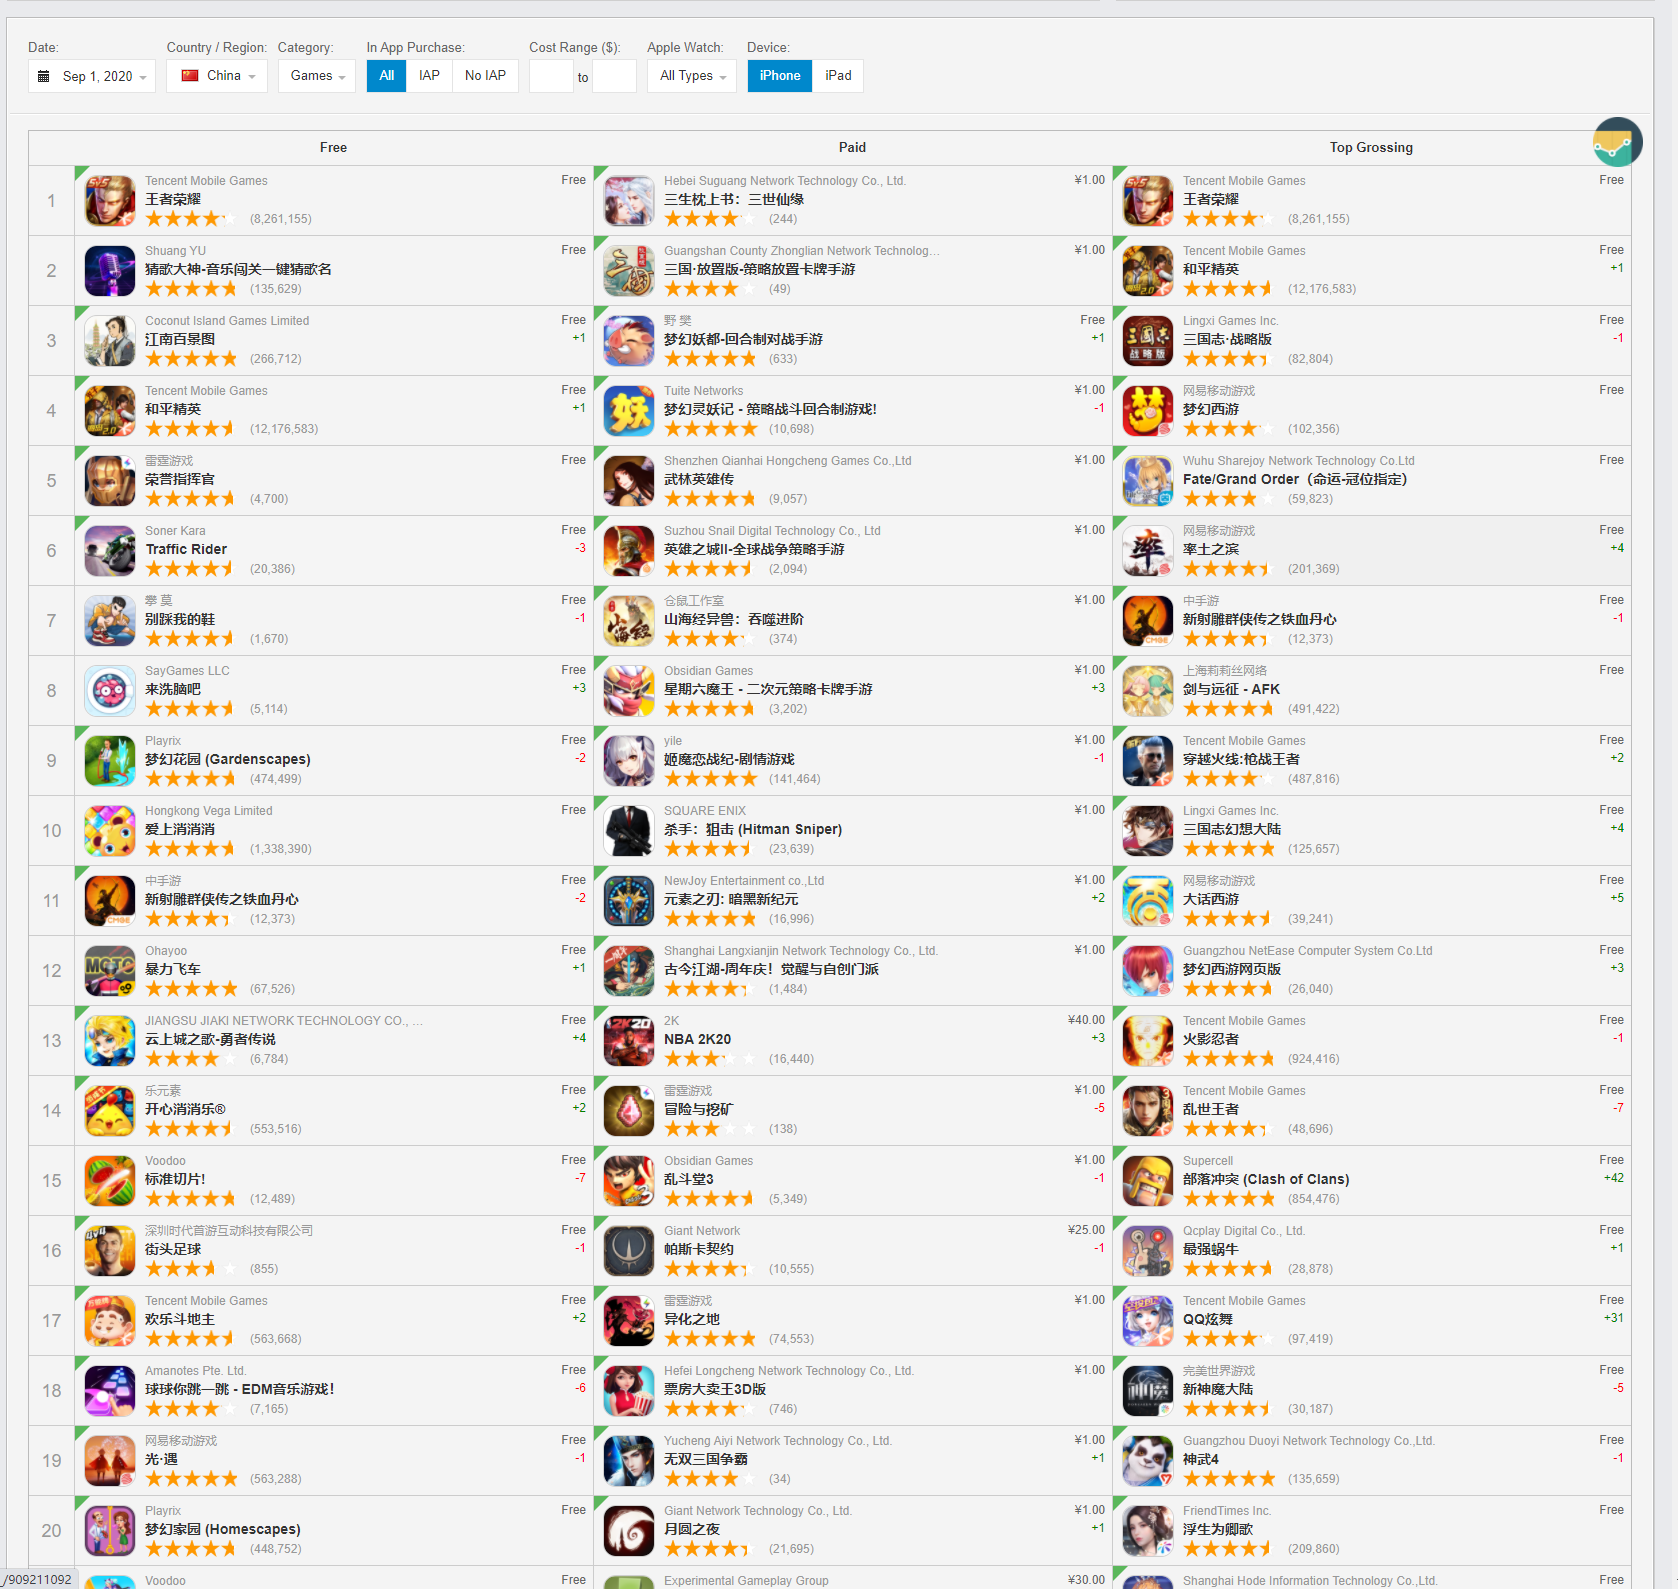 Date: Country / Region: Category: In App Purchase: Cost Range ($): Apple Watch: Device:
Sep 1, 2020 China Games All IAP No IAP to All Types iPhone iPad
Free Paid Top Grossing
1
Tencent Mobile Games Free
王者荣耀
(8,261,155)
Hebei Suguang Network Technology Co., Ltd. ¥1.00
三生枕上书：三世仙缘
(244)
Tencent Mobile Games Free
王者荣耀
(8,261,155)
2
Shuang YU Free
猜歌大神-音乐闯关一键猜歌名
(135,629)
Guangshan County Zhonglian Network Technolog… ¥1.00
三国·放置版-策略放置卡牌手游
(49)
Tencent Mobile Games Free
和平精英 +1
(12,176,583)
3
Coconut Island Games Limited Free
江南百景图 +1
(266,712)
野 樊 Free
梦幻妖都-回合制对战手游 +1
(633)
Lingxi Games Inc. Free
三国志·战略版 -1
(82,804)
4
Tencent Mobile Games Free
和平精英 +1
(12,176,583)
Tuite Networks ¥1.00
梦幻灵妖记 - 策略战斗回合制游戏! -1
(10,698)
网易移动游戏 Free
梦幻西游
(102,356)
5
雷霆游戏 Free
荣誉指挥官
(4,700)
Shenzhen Qianhai Hongcheng Games Co.,Ltd ¥1.00
武林英雄传
(9,057)
Wuhu Sharejoy Network Technology Co.Ltd Free
Fate/Grand Order（命运-冠位指定）
(59,823)
6
Soner Kara Free
Traffic Rider -3
(20,386)
Suzhou Snail Digital Technology Co., Ltd ¥1.00
英雄之城II-全球战争策略手游
(2,094)
网易移动游戏 Free
率土之滨 +4
(201,369)
7
攀 莫 Free
别踩我的鞋 -1
(1,670)
仓鼠工作室 ¥1.00
山海经异兽：吞噬进阶
(374)
中手游 Free
新射雕群侠传之铁血丹心 -1
(12,373)
8
SayGames LLC Free
来洗脑吧 +3
(5,114)
Obsidian Games ¥1.00
星期六魔王 - 二次元策略卡牌手游 +3
(3,202)
上海莉莉丝网络 Free
剑与远征 - AFK
(491,422)
9
Playrix Free
梦幻花园 (Gardenscapes) -2
(474,499)
yile ¥1.00
姬魔恋战纪-剧情游戏 -1
(141,464)
Tencent Mobile Games Free
穿越火线:枪战王者 +2
(487,816)
10
Hongkong Vega Limited Free
爱上消消消
(1,338,390)
SQUARE ENIX ¥1.00
杀手：狙击 (Hitman Sniper)
(23,639)
Lingxi Games Inc. Free
三国志幻想大陆 +4
(125,657)
11
中手游 Free
新射雕群侠传之铁血丹心 -2
(12,373)
NewJoy Entertainment co.,Ltd ¥1.00
元素之刃: 暗黑新纪元 +2
(16,996)
网易移动游戏 Free
大话西游 +5
(39,241)
12
Ohayoo Free
暴力飞车 +1
(67,526)
Shanghai Langxianjin Network Technology Co., Ltd. ¥1.00
古今江湖-周年庆！觉醒与自创门派
(1,484)
Guangzhou NetEase Computer System Co.Ltd Free
梦幻西游网页版 +3
(26,040)
13
JIANGSU JIAKI NETWORK TECHNOLOGY CO., … Free
云上城之歌-勇者传说 +4
(6,784)
2K ¥40.00
NBA 2K20 +3
(16,440)
Tencent Mobile Games Free
火影忍者 -1
(924,416)
14
乐元素 Free
开心消消乐® +2
(553,516)
雷霆游戏 ¥1.00
冒险与挖矿 -5
(138)
Tencent Mobile Games Free
乱世王者 -7
(48,696)
15
Voodoo Free
标准切片! -7
(12,489)
Obsidian Games ¥1.00
乱斗堂3 -1
(5,349)
Supercell Free
部落冲突 (Clash of Clans) +42
(854,476)
16
深圳时代首游互动科技有限公司 Free
街头足球 -1
(855)
Giant Network ¥25.00
帕斯卡契约 -1
(10,555)
Qcplay Digital Co., Ltd. Free
最强蜗牛 +1
(28,878)
17
Tencent Mobile Games Free
欢乐斗地主 +2
(563,668)
雷霆游戏 ¥1.00
异化之地
(74,553)
Tencent Mobile Games Free
QQ炫舞 +31
(97,419)
18
Amanotes Pte. Ltd. Free
球球你跳一跳 - EDM音乐游戏! -6
(7,165)
Hefei Longcheng Network Technology Co., Ltd. ¥1.00
票房大卖王3D版
(746)
完美世界游戏 Free
新神魔大陆 -5
(30,187)
19
网易移动游戏 Free
光·遇 -1
(563,288)
Yucheng Aiyi Network Technology Co., Ltd. ¥1.00
无双三国争霸 +1
(34)
Guangzhou Duoyi Network Technology Co.,Ltd. Free
神武4 -1
(135,659)
20
Playrix Free
梦幻家园 (Homescapes)
(448,752)
Giant Network Technology Co., Ltd. ¥1.00
月圆之夜 +1
(21,695)
FriendTimes Inc. Free
浮生为卿歌
(209,860)
Voodoo Free
Experimental Gameplay Group ¥30.00
Shanghai Hode Information Technology Co.,Ltd. Free
/909211092